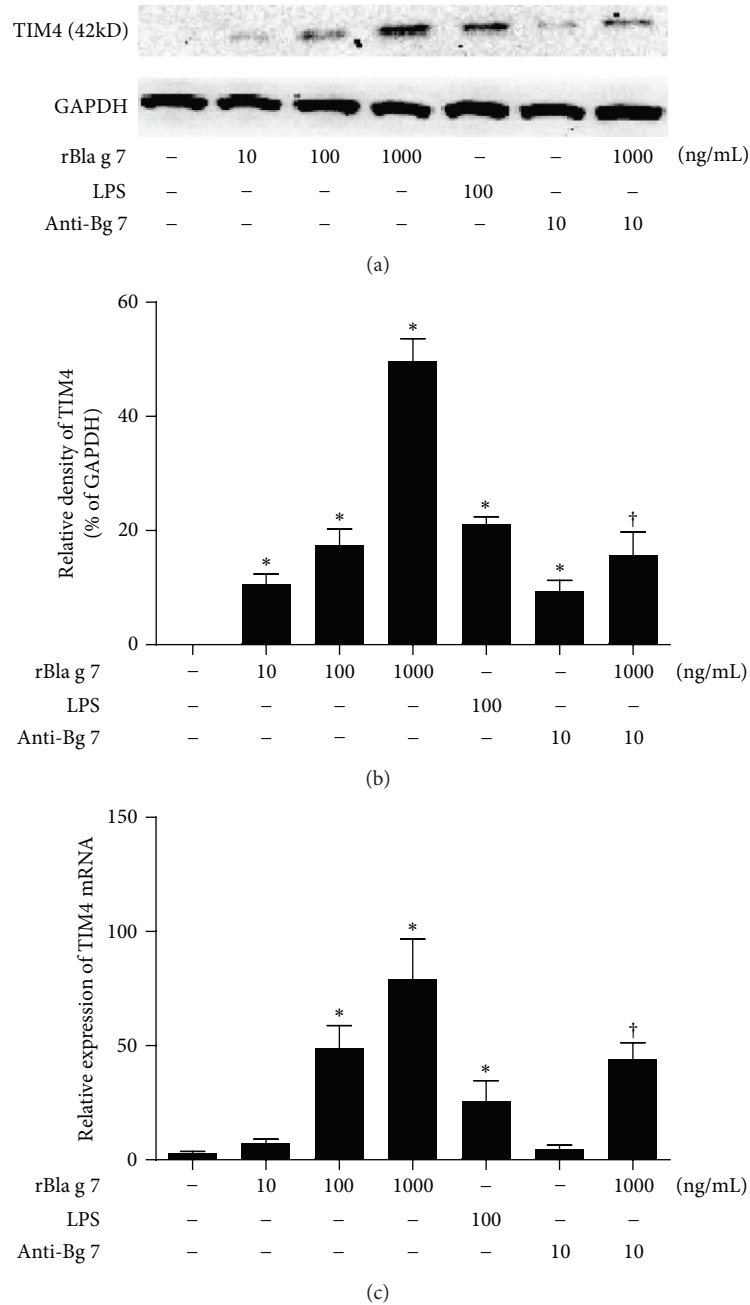 TIM4 (42kD)
GAPDH
rBla g 7 – 10 100 1000 – – 1000 (ng/mL)
LPS – – – – 100 – –
Anti-Bg 7 – – – – – 10 10
(a)
Relative density of TIM4
(% of GAPDH)
60
40
20
0
* * * * * †
rBla g 7 – 10 100 1000 – – 1000 (ng/mL)
LPS – – – – 100 – –
Anti-Bg 7 – – – – – 10 10
(b)
Relative expression of TIM4 mRNA
150
100
50
0
* * * †
rBla g 7 – 10 100 1000 – – 1000 (ng/mL)
LPS – – – – 100 – –
Anti-Bg 7 – – – – – 10 10
(c)